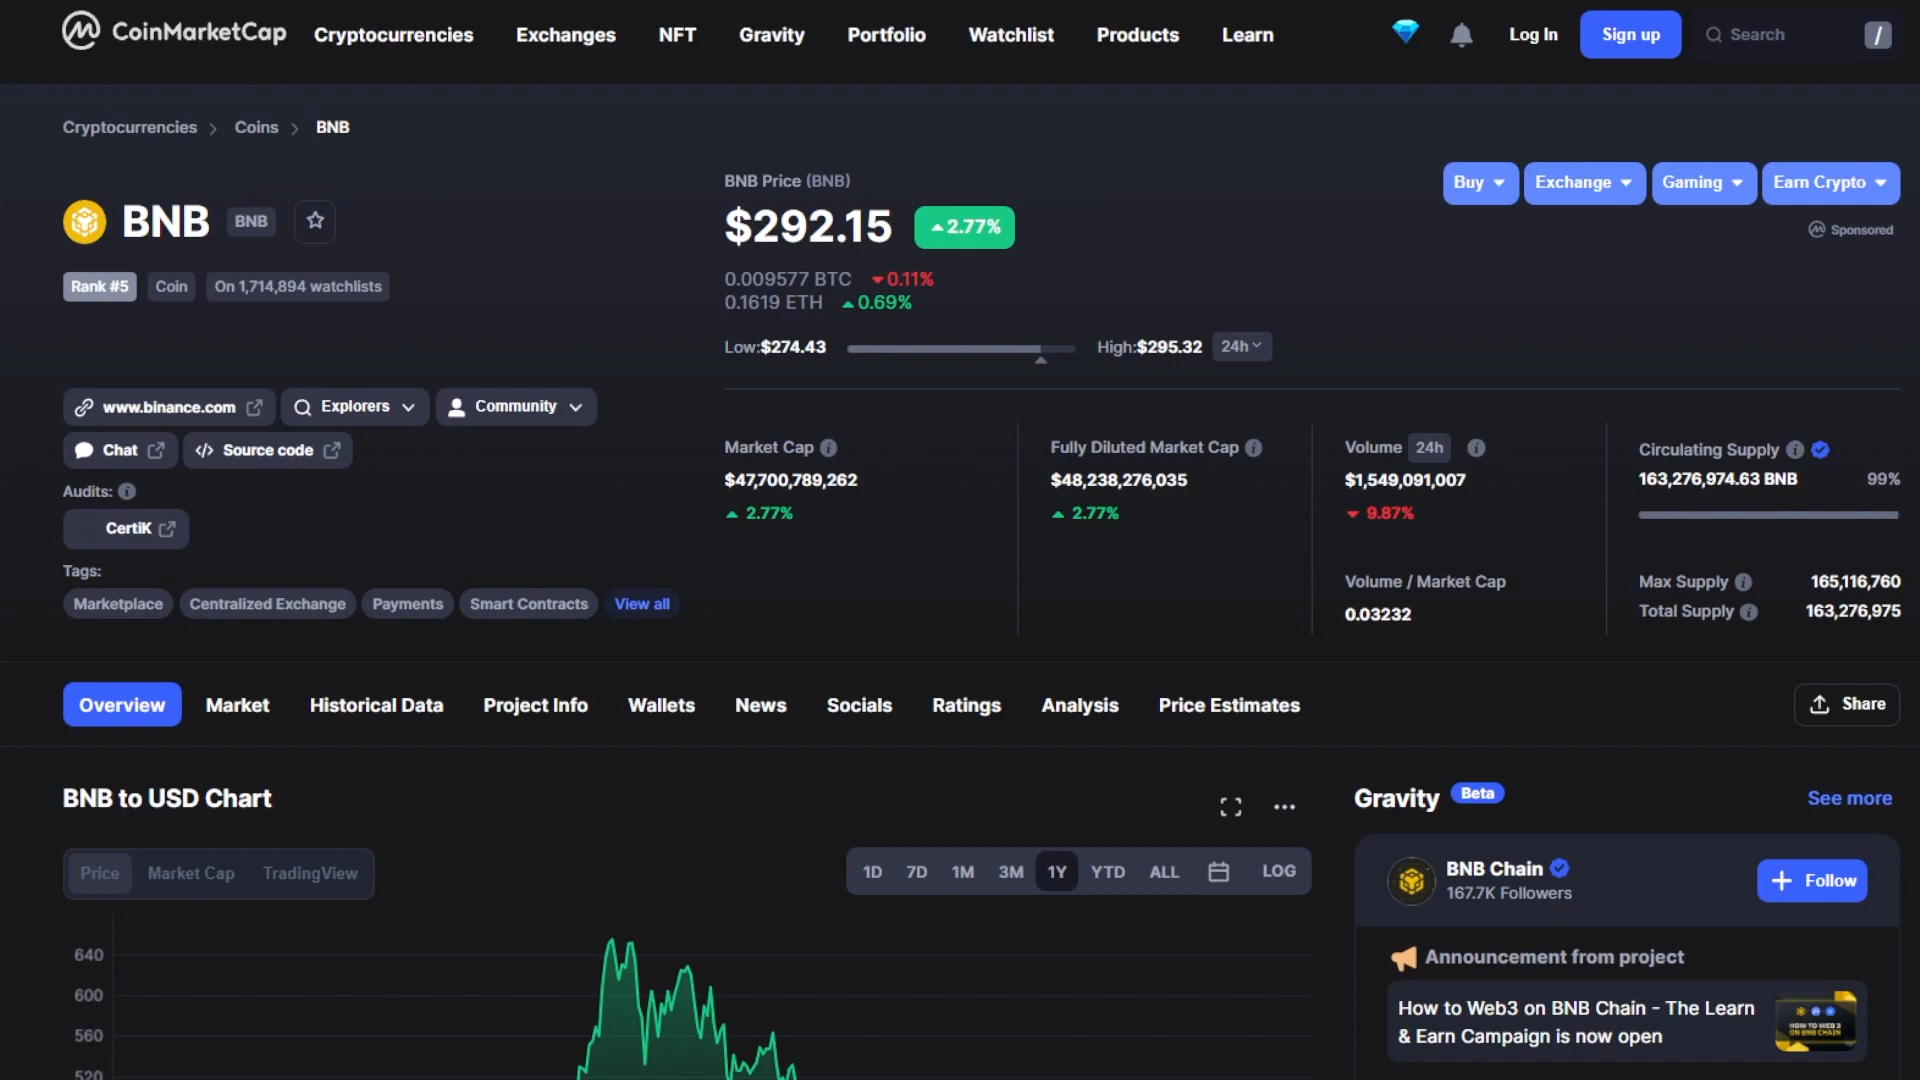 CoinMarketCap Cryptocurrencies Exchanges NFT Gravity Portfolio Watchlist Products Learn Log In Sign up Search /
Cryptocurrencies > Coins > BNB
BNB Price (BNB)
Buy Exchange Gaming Earn Crypto
BNB BNB
$292.15 2.77%
Sponsored
Rank #5 Coin On 1,714,894 watchlists
0.009577 BTC 0.11%
0.1619 ETH 0.69%
Low:$274.43 High:$295.32 24h
www.binance.com Explorers Community
Chat Source code
Audits:
CertiK
Tags:
Marketplace Centralized Exchange Payments Smart Contracts View all
Market Cap
$47,700,789,262
2.77%
Fully Diluted Market Cap
$48,238,276,035
2.77%
Volume 24h
$1,549,091,007
9.87%
Volume / Market Cap
0.03232
Circulating Supply
163,276,974.63 BNB 99%
Max Supply 165,116,760
Total Supply 163,276,975
Overview Market Historical Data Project Info Wallets News Socials Ratings Analysis Price Estimates Share
BNB to USD Chart
Price Market Cap TradingView
1D 7D 1M 3M 1Y YTD ALL LOG
640
600
560
520
Gravity Beta See more
BNB Chain
167.7K Followers
Follow
Announcement from project
How to Web3 on BNB Chain - The Learn
& Earn Campaign is now open
HOW TO WEB 3
ON BNB CHAIN